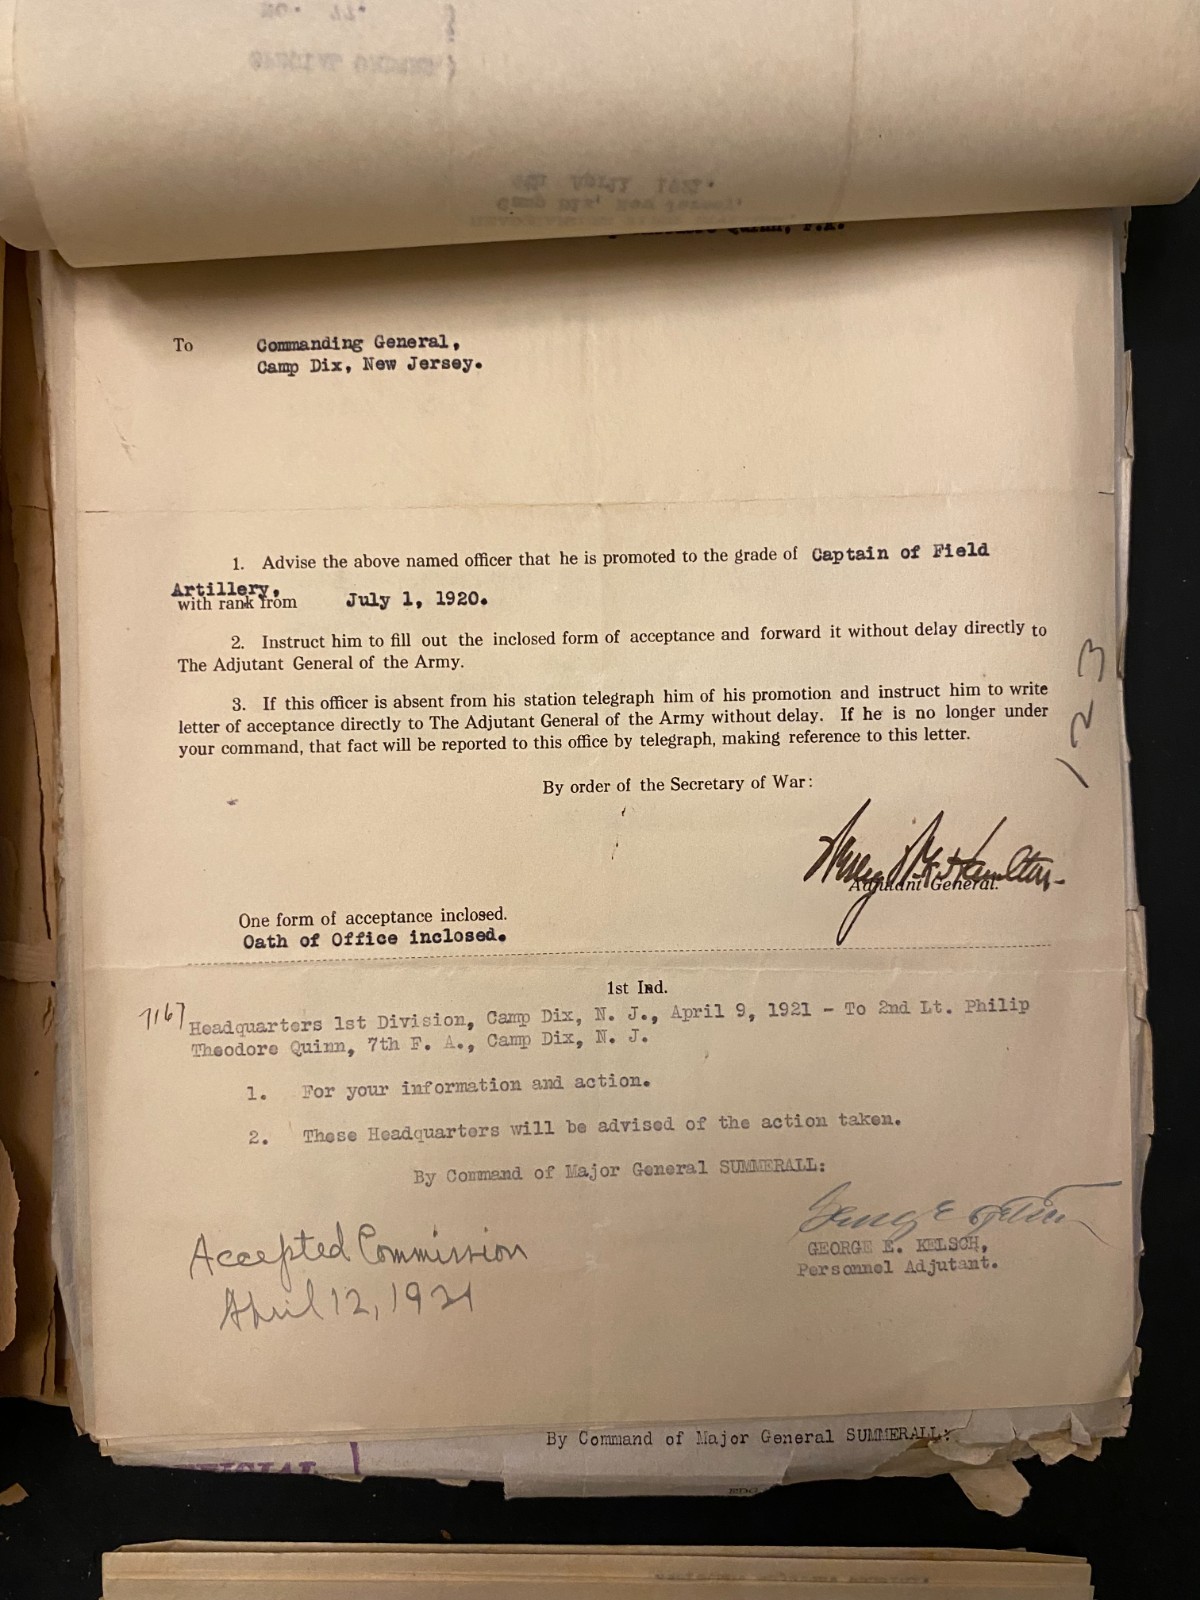 Quinn, F.A.
To Commanding General,
Camp Dix, New Jersey.
1. Advise the above named officer that he is promoted to the grade of Captain of Field
Artillery,
with rank from July 1, 1920.
2. Instruct him to fill out the inclosed form of acceptance and forward it without delay directly to
The Adjutant General of the Army.
3. If this officer is absent from his station telegraph him of his promotion and instruct him to write
letter of acceptance directly to The Adjutant General of the Army without delay. If he is no longer under
your command, that fact will be reported to this office by telegraph, making reference to this letter.
123
By order of the Secretary of War:
Adjutant General.
One form of acceptance inclosed.
Oath of Office inclosed.
1st Ind.
7167
Headquarters 1st Division, Camp Dix, N. J., April 9, 1921 - To 2nd Lt. Philip
Theodore Quinn, 7th F. A., Camp Dix, N. J.
1. For your information and action.
2. These Headquarters will be advised of the action taken.
By Command of Major General SUMMERALL:
GEORGE E. KELSCH,
Personnel Adjutant.
Accepted Commission
April 12, 1921
By Command of Major General SUMMERALL: